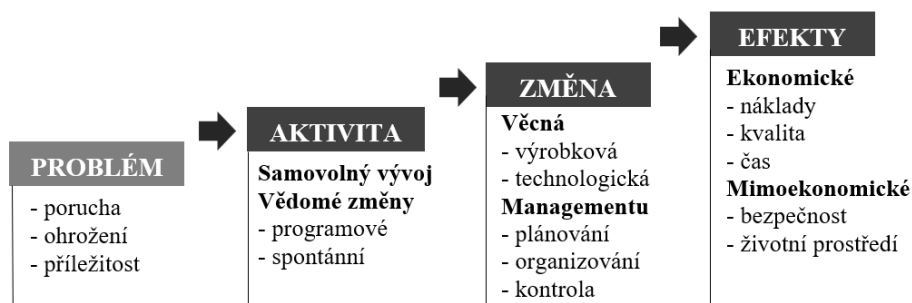 PROBLÉM
- porucha
- ohrožení
- příležitost
AKTIVITA
Samovolný vývoj
Vědomé změny
- programové
- spontánní
ZMĚNA
Věcná
- výrobková
- technologická
Managementu
- plánování
- organizování
- kontrola
EFEKTY
Ekonomické
- náklady
- kvalita
- čas
Mimoekonomické
- bezpečnost
- životní prostředí